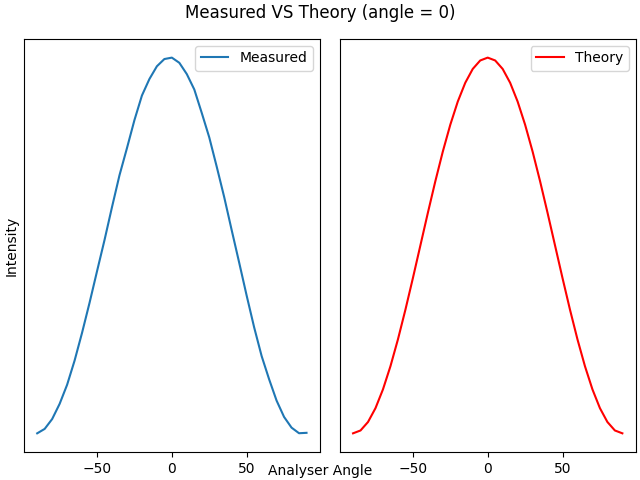 Measured VS Theory (angle = 0)
Measured
Theory
Intensity
−50 0 50
−50 0 50
Analyser Angle